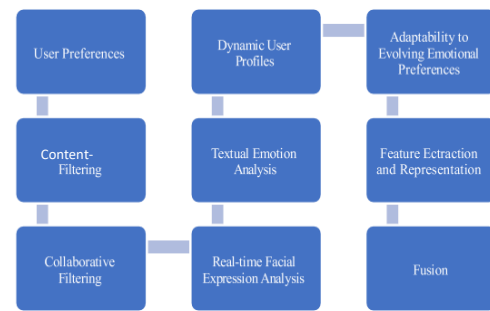 User Preferences
Content-
Filtering
Collaborative
Filtering
Real-time Facial
Expression Analysis
Textual Emotion
Analysis
Dynamic User
Profiles
Adaptability to
Evolving Emotional
Preferences
Feature Ectraction
and Representation
Fusion